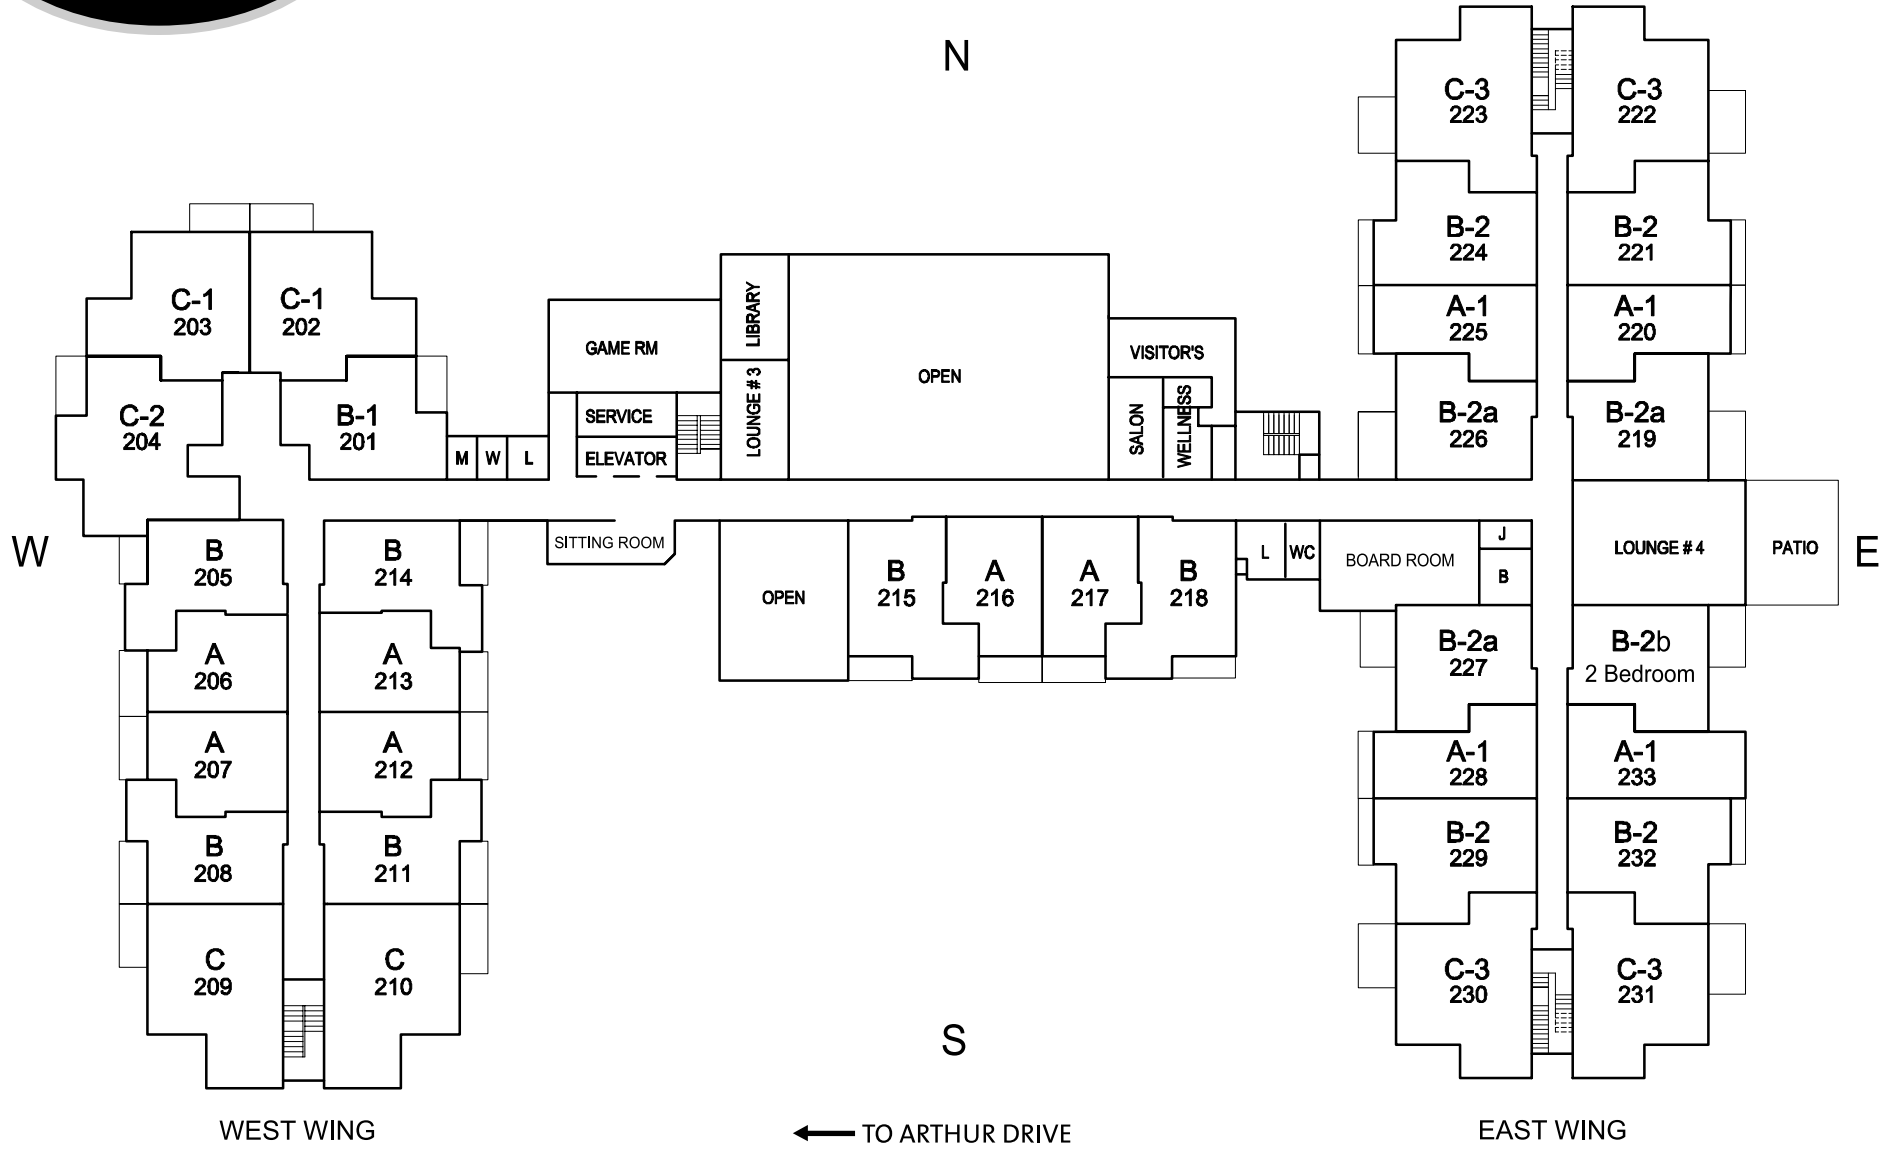 N
C-3
223
C-3
222
B-2
224
B-2
221
C-1
203
C-1
202
A-1
225
A-1
220
LIBRARY
GAME RM
VISITOR'S
OPEN
C-2
204
B-1
201
SERVICE
LOUNGE # 3
SALON
WELLNESS
B-2a
226
B-2a
219
M
W
L
ELEVATOR
W
B
205
B
214
SITTING ROOM
OPEN
B
215
A
216
A
217
B
218
L
WC
BOARD ROOM
J
B
LOUNGE # 4
PATIO
E
A
206
A
213
B-2a
227
B-2b
2 Bedroom
A
207
A
212
A-1
228
A-1
233
B
208
B
211
B-2
229
B-2
232
C
209
C
210
C-3
230
C-3
231
S
WEST WING
TO ARTHUR DRIVE
EAST WING